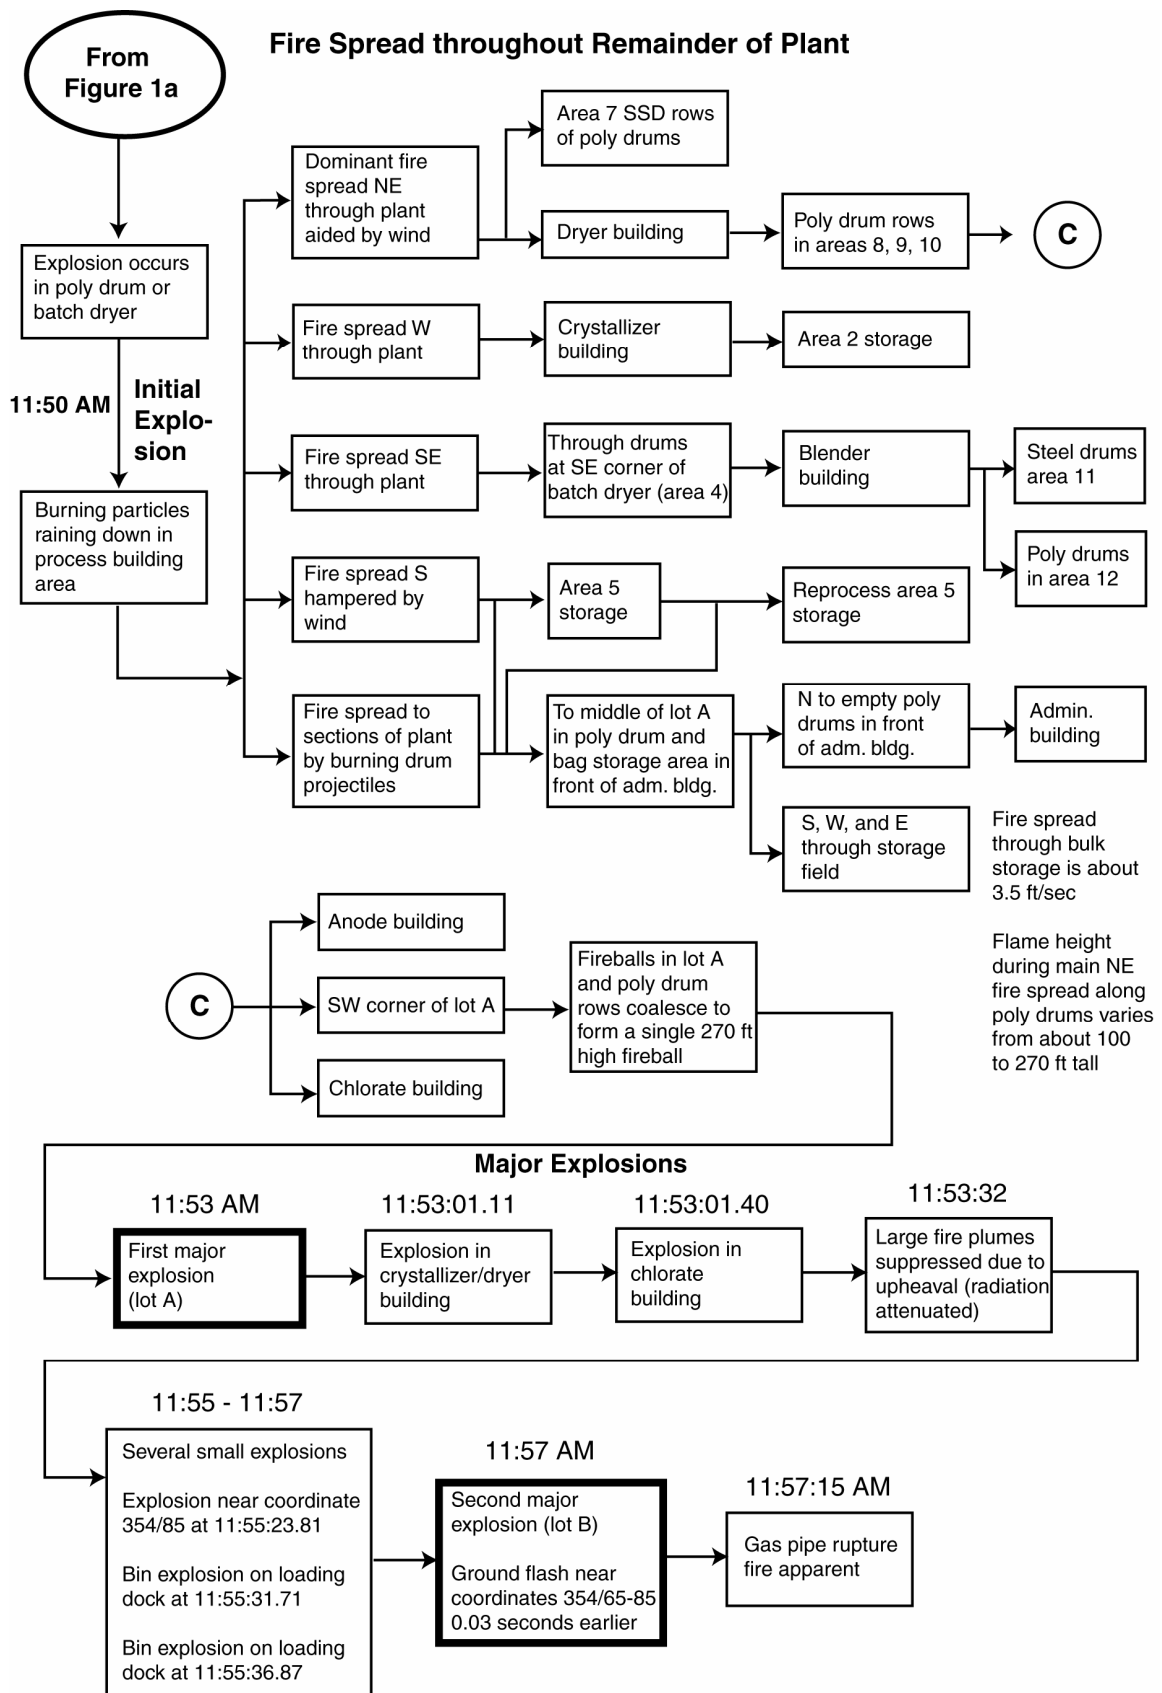 From
Figure 1a
Fire Spread throughout Remainder of Plant
Explosion occurs
in poly drum or
batch dryer
11:50 AM
Initial
Explo-
sion
Burning particles
raining down in
process building
area
Dominant fire
spread NE
through plant
aided by wind
Area 7 SSD rows
of poly drums
Dryer building
Poly drum rows
in areas 8, 9, 10
C
Fire spread W
through plant
Crystallizer
building
Area 2 storage
Fire spread SE
through plant
Through drums
at SE corner of
batch dryer (area 4)
Blender
building
Steel drums
area 11
Poly drums
in area 12
Fire spread S
hampered by
wind
Area 5
storage
Reprocess area 5
storage
Fire spread to
sections of plant
by burning drum
projectiles
To middle of lot A
in poly drum and
bag storage area in
front of adm. bldg.
N to empty poly
drums in front
of adm. bldg.
Admin.
building
S, W, and E
through storage
field
Fire spread
through bulk
storage is about
3.5 ft/sec
Flame height
during main NE
fire spread along
poly drums varies
from about 100
to 270 ft tall
C
Anode building
SW corner of lot A
Chlorate building
Fireballs in lot A
and poly drum
rows coalesce to
form a single 270 ft
high fireball
Major Explosions
11:53 AM
First major
explosion
(lot A)
11:53:01.11
Explosion in
crystallizer/dryer
building
11:53:01.40
Explosion in
chlorate
building
11:53:32
Large fire plumes
suppressed due to
upheaval (radiation
attenuated)
11:55 - 11:57
Several small explosions
Explosion near coordinate
354/85 at 11:55:23.81
Bin explosion on loading
dock at 11:55:31.71
Bin explosion on loading
dock at 11:55:36.87
11:57 AM
Second major
explosion (lot B)
Ground flash near
coordinates 354/65-85
0.03 seconds earlier
11:57:15 AM
Gas pipe rupture
fire apparent